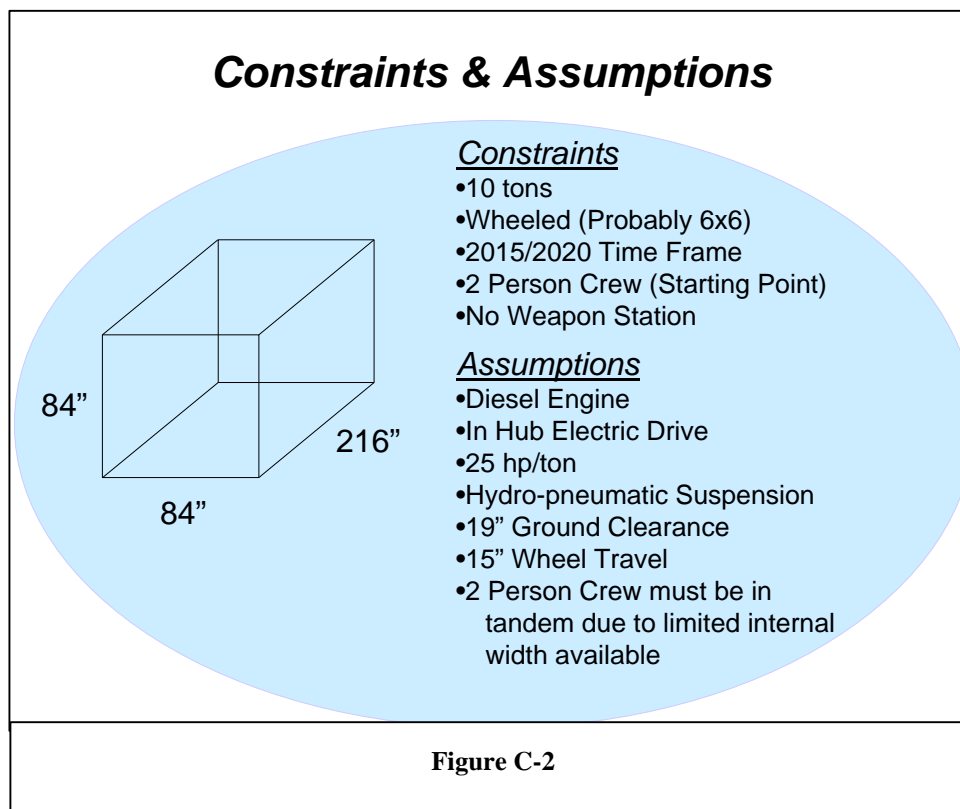 Constraints & Assumptions
Constraints
•10 tons
•Wheeled (Probably 6x6)
•2015/2020 Time Frame
•2 Person Crew (Starting Point)
•No Weapon Station
Assumptions
•Diesel Engine
•In Hub Electric Drive
•25 hp/ton
•Hydro-pneumatic Suspension
•19” Ground Clearance
•15” Wheel Travel
•2 Person Crew must be in
tandem due to limited internal
width available
84”
216”
84”
Figure C-2